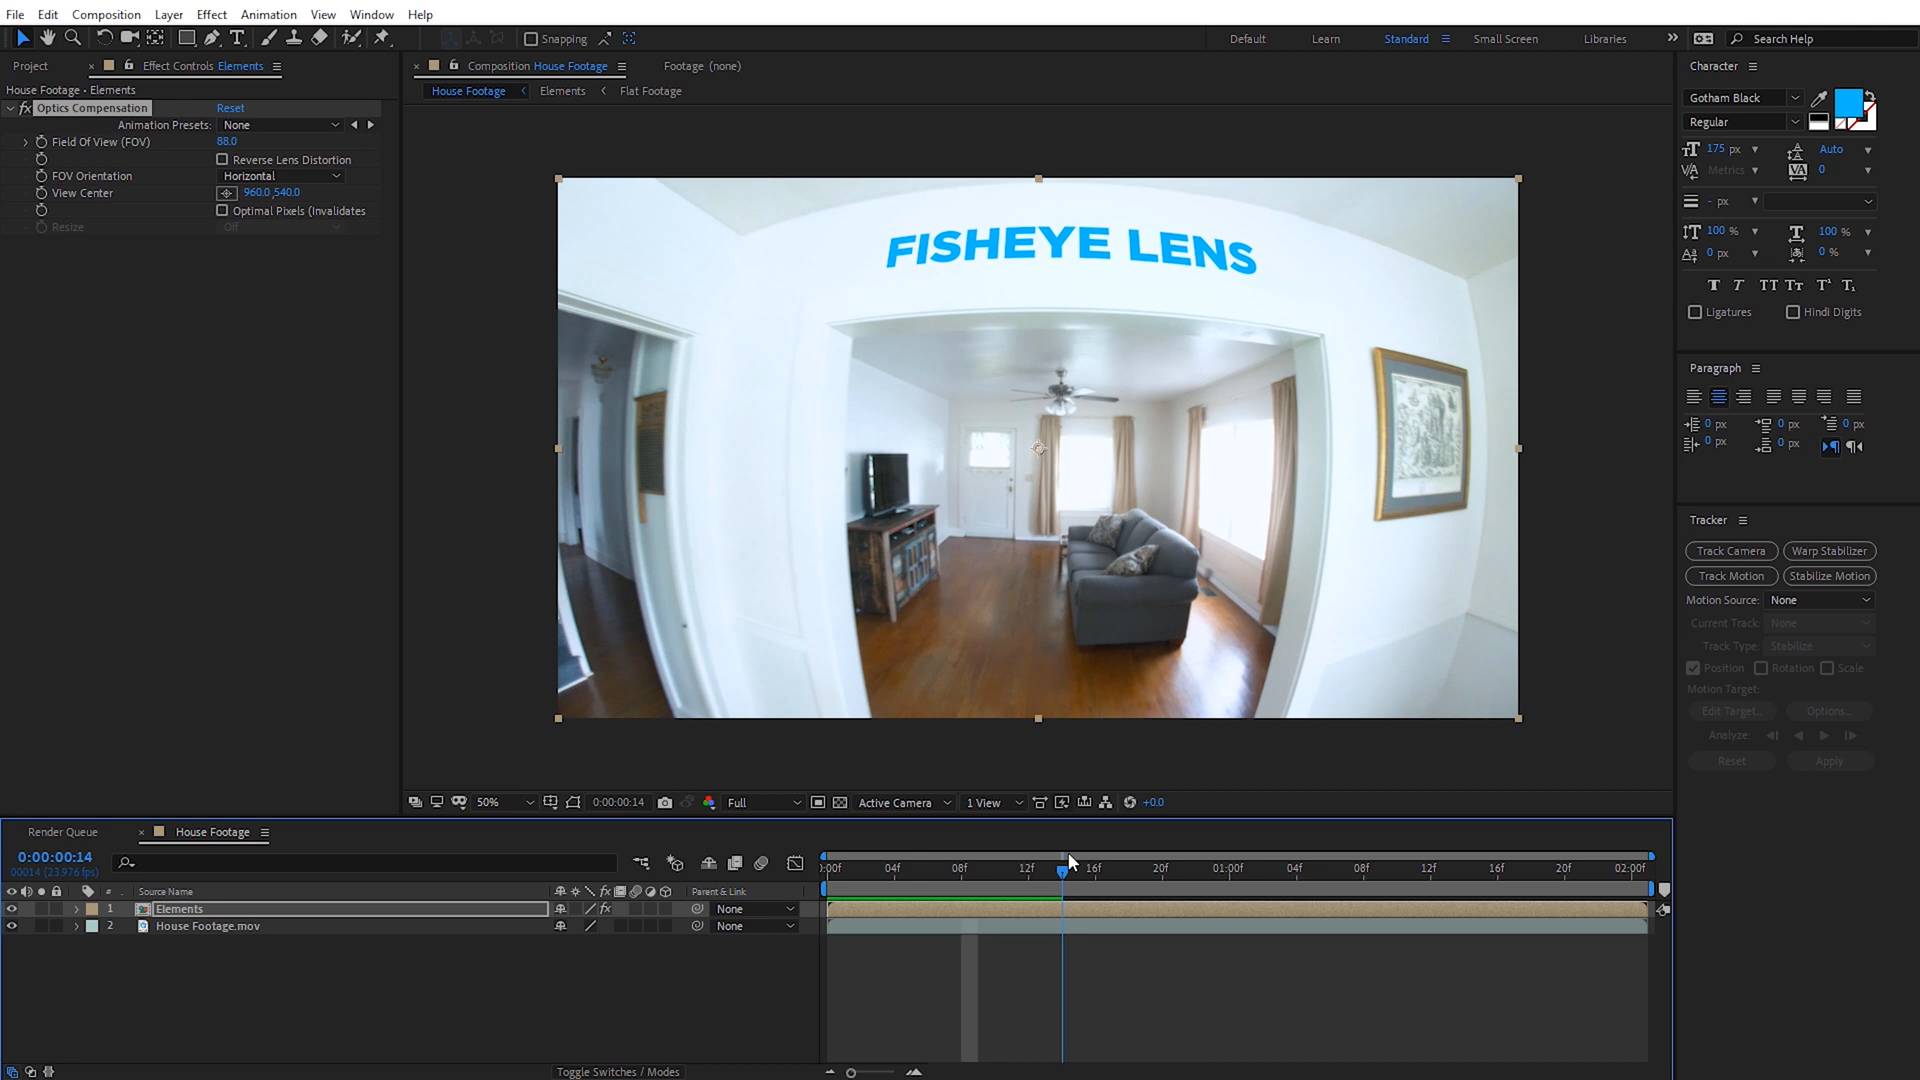 File Edit Composition Layer Effect Animation View Window Help
Snapping
Default Learn Standard Small Screen Libraries Search Help
Project Effect Controls Elements
House Footage • Elements
fx Optics Compensation Reset
Animation Presets: None
Field Of View (FOV) 88.0
Reverse Lens Distortion
FOV Orientation Horizontal
View Center 960.0,540.0
Optimal Pixels (Invalidates
Resize Off
Composition House Footage Footage (none)
House Footage Elements Flat Footage
FISHEYE LENS
50% 0:00:00:14 Full Active Camera 1 View +0.0
Character
Gotham Black
Regular
175 px Auto
Metrics 0
- px
100 % 100 %
0 px 0 %
T T TT Tr T¹ T₁
Ligatures Hindi Digits
Paragraph
0 px 0 px 0 px
0 px 0 px
Tracker
Track Camera Warp Stabilizer
Track Motion Stabilize Motion
Motion Source: None
Current Track: None
Track Type: Stabilize
Position Rotation Scale
Motion Target:
Edit Target... Options...
Analyze:
Reset Apply
Render Queue House Footage
0:00:00:14
00014 (23.976 fps)
:00f 04f 08f 12f 16f 20f 01:00f 04f 08f 12f 16f 20f 02:00f
# Source Name fx Parent & Link
1 Elements fx None
2 House Footage.mov None
Toggle Switches / Modes